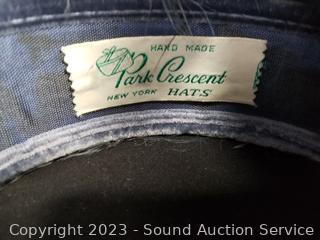 HAND MADE
Park Crescent
NEW YORK HATS
Copyright 2023 - Sound Auction Service